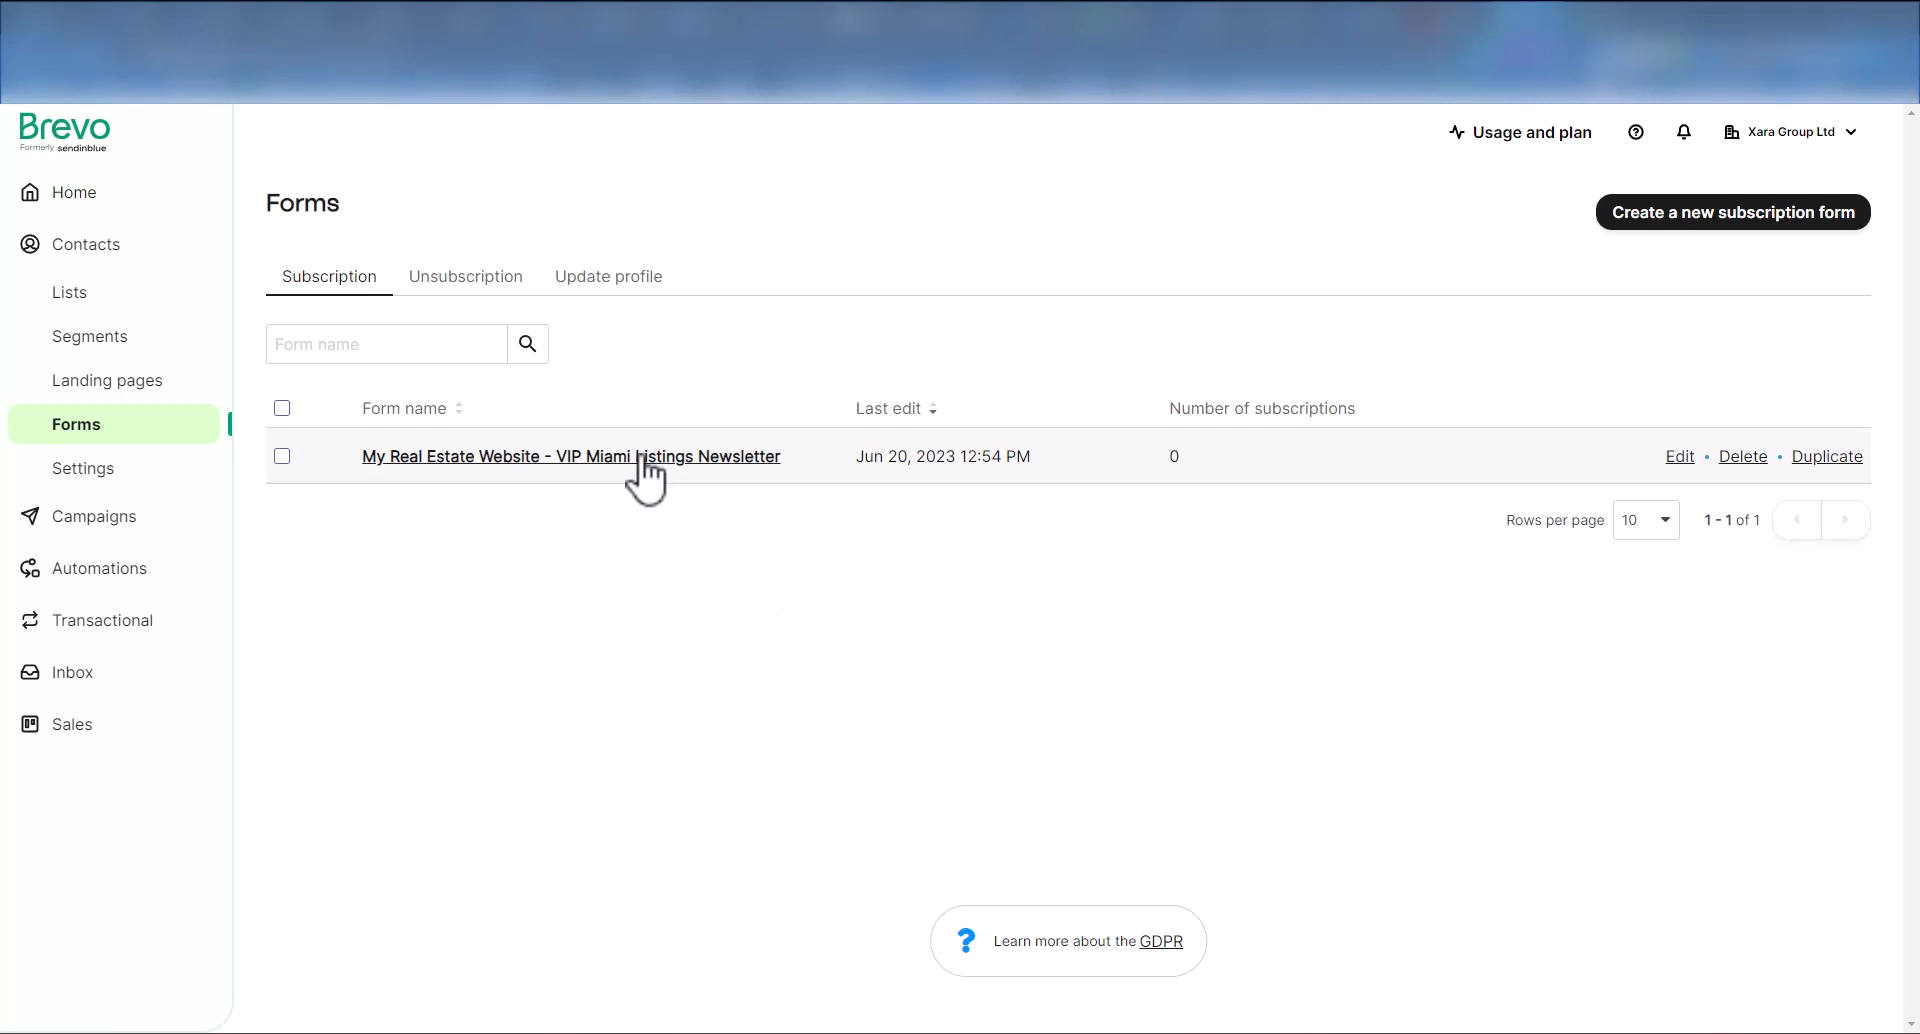 Brevo
Formerly sendinblue
Usage and plan
Xara Group Ltd
Home
Contacts
Lists
Segments
Landing pages
Forms
Settings
Campaigns
Automations
Transactional
Inbox
Sales
Forms
Create a new subscription form
Subscription Unsubscription Update profile
Form name
Form name Last edit Number of subscriptions
My Real Estate Website - VIP Miami Listings Newsletter Jun 20, 2023 12:54 PM 0 Edit • Delete • Duplicate
Rows per page 10 1 - 1 of 1
? Learn more about the GDPR